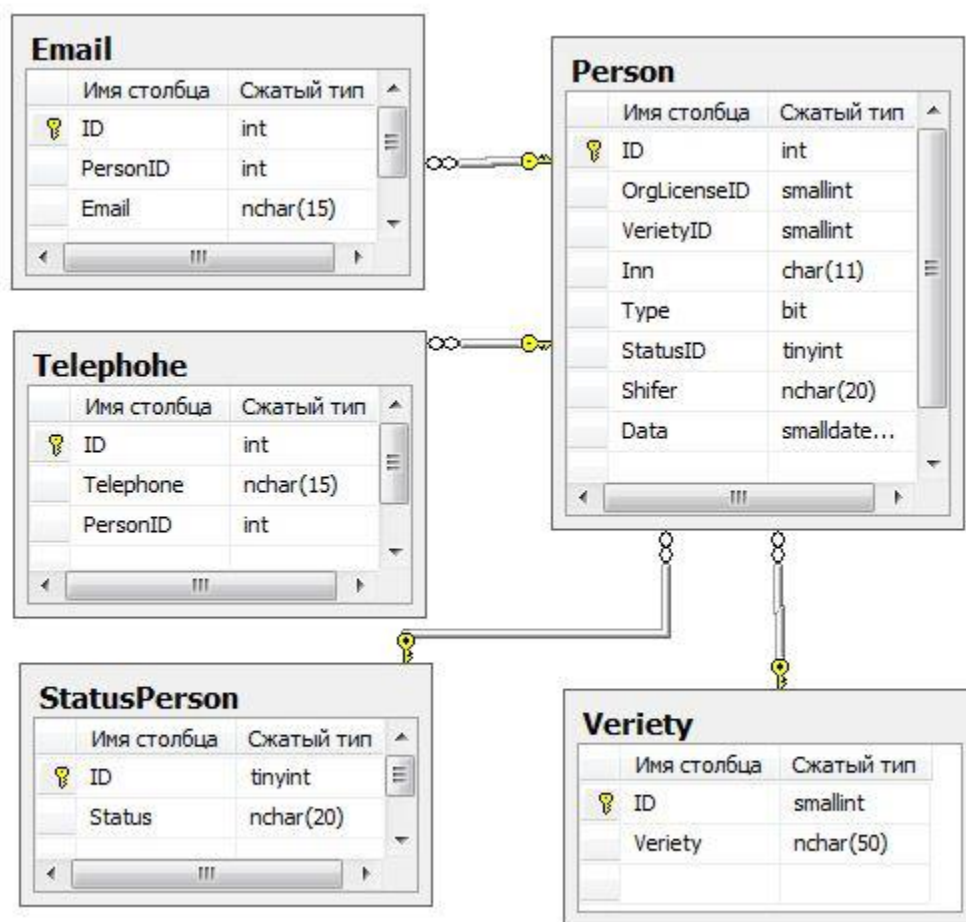 Email
Имя столбца Сжатый тип
ID int
PersonID int
Email nchar(15)
Person
Имя столбца Сжатый тип
ID int
OrgLicenseID smallint
VerietyID smallint
Inn char(11)
Type bit
StatusID tinyint
Shifer nchar(20)
Data smalldate...
Telephohe
Имя столбца Сжатый тип
ID int
Telephone nchar(15)
PersonID int
StatusPerson
Имя столбца Сжатый тип
ID tinyint
Status nchar(20)
Veriety
Имя столбца Сжатый тип
ID smallint
Veriety nchar(50)